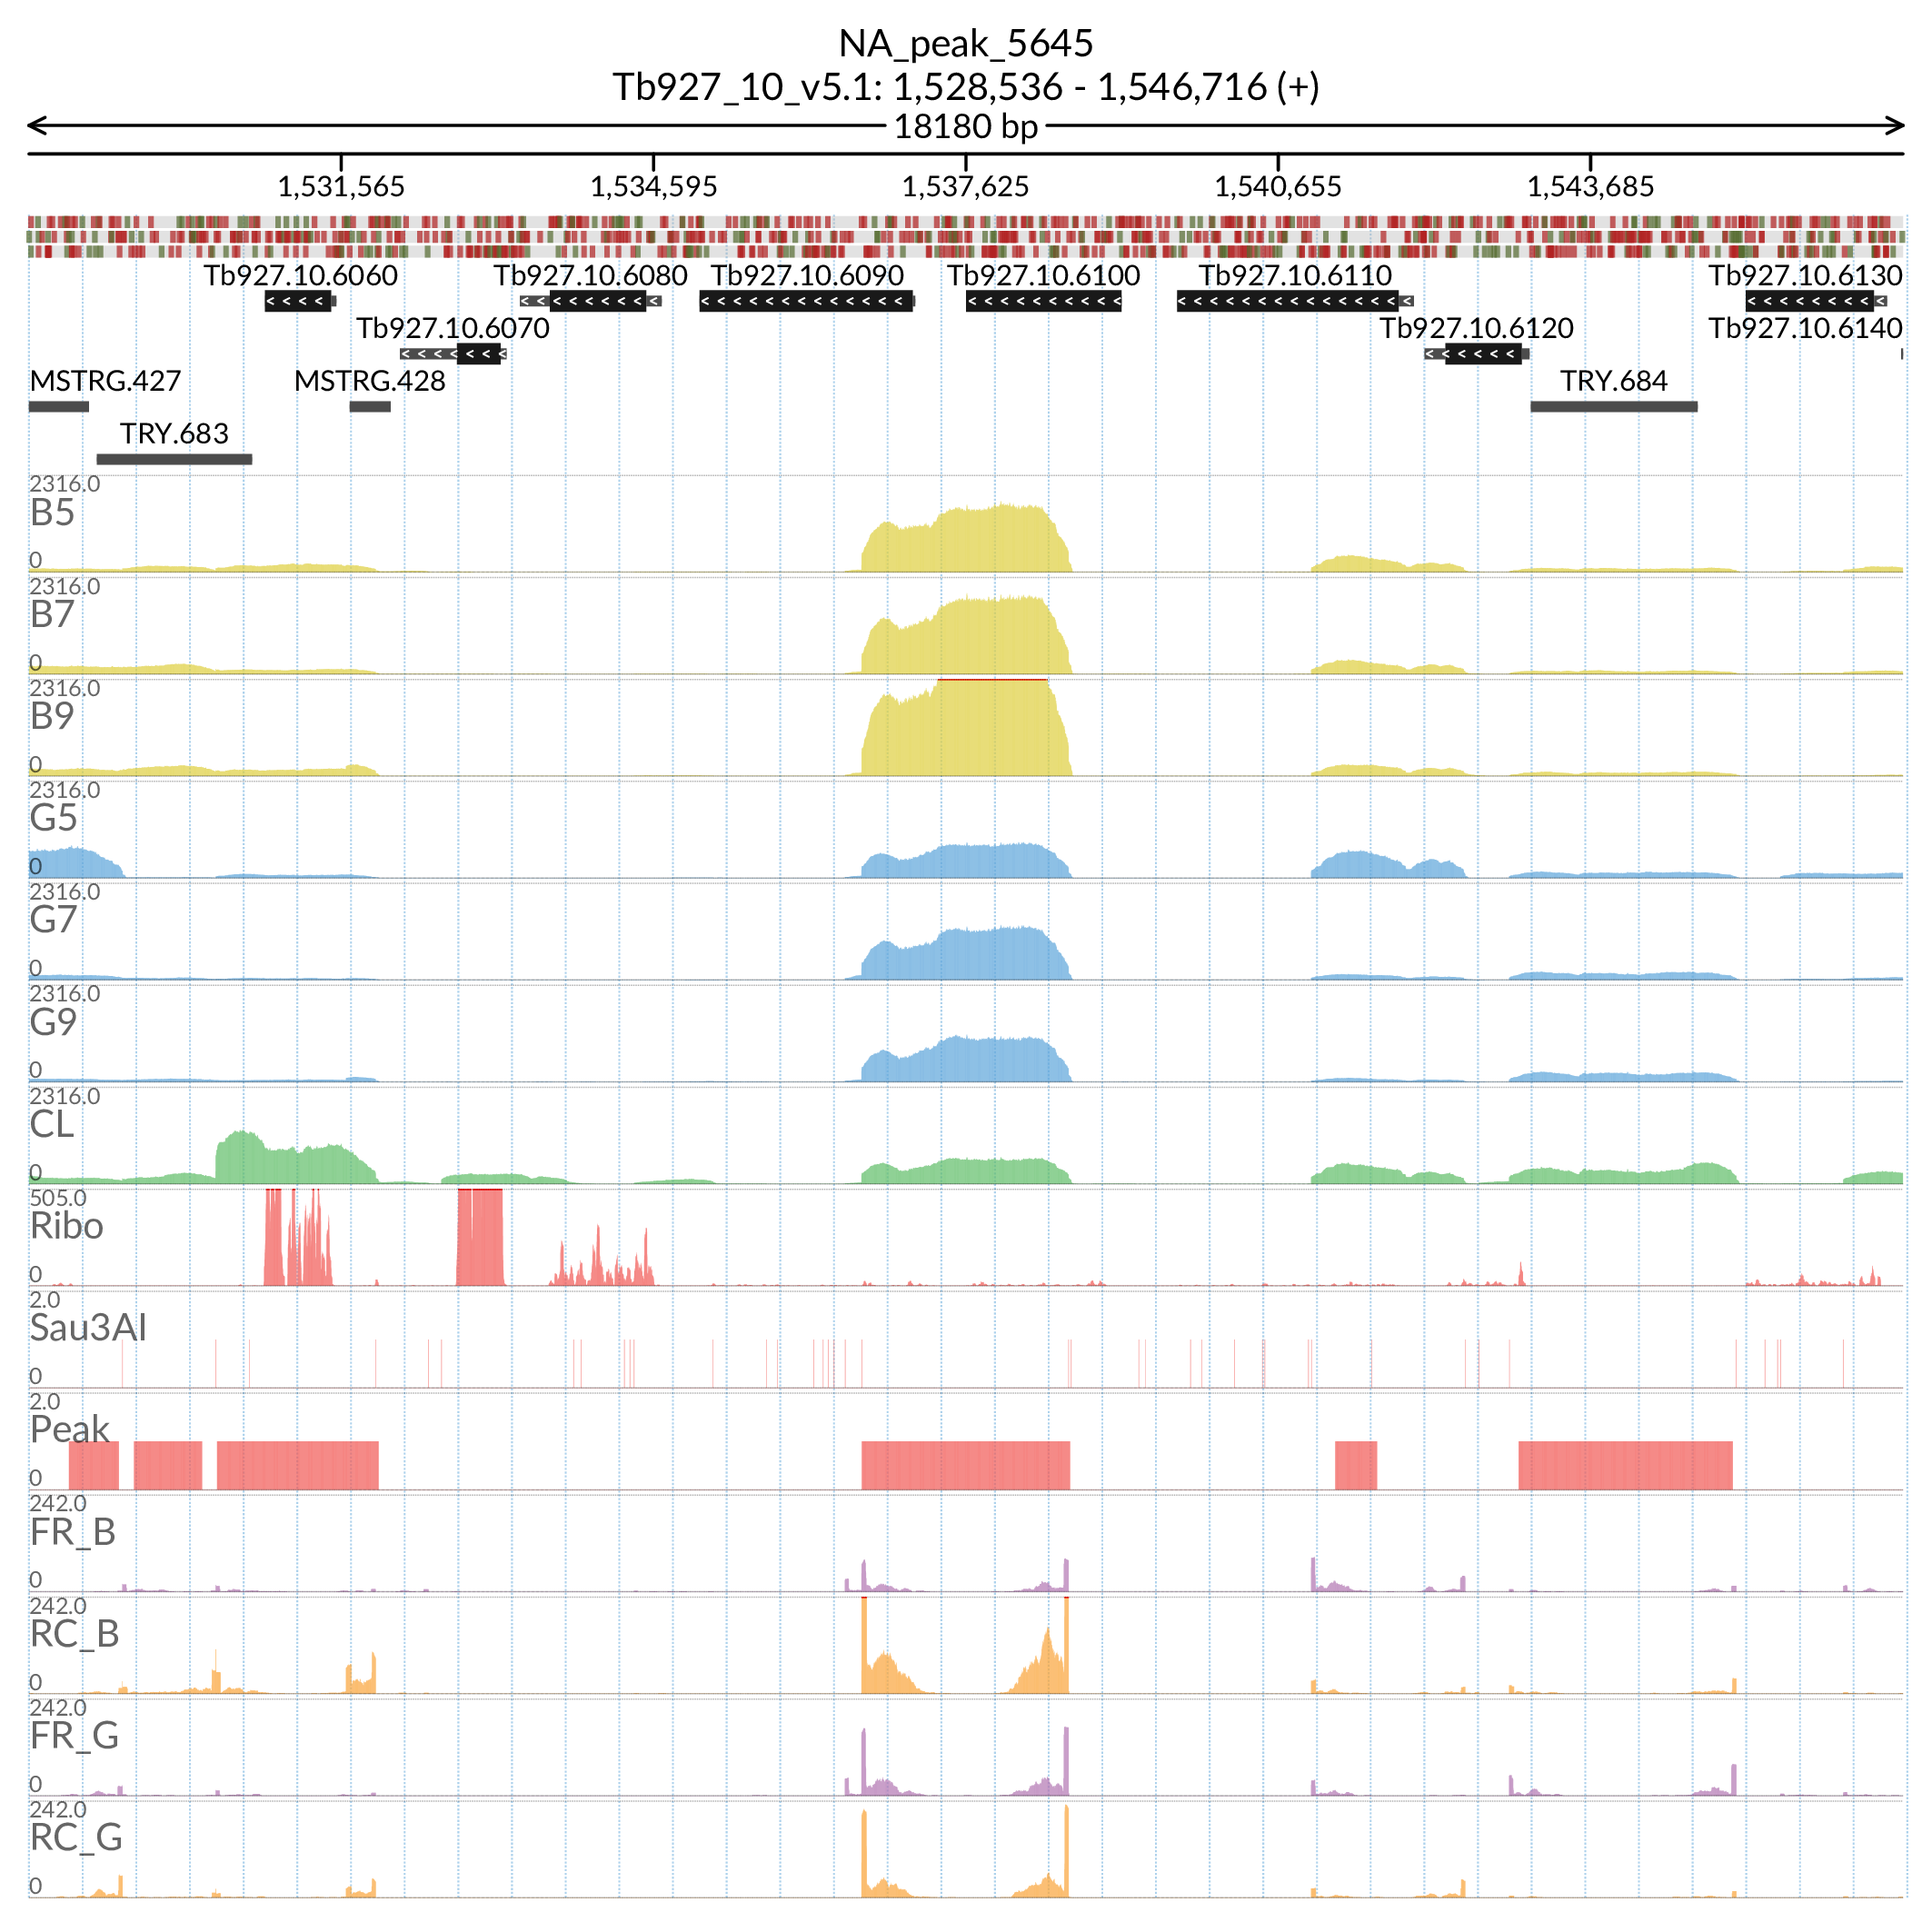 NA_peak_5645
Tb927_10_v5.1: 1,528,536 - 1,546,716 (+)
18180 bp
1,531,565 1,534,595 1,537,625 1,540,655 1,543,685
Tb927.10.6060 Tb927.10.6080 Tb927.10.6090 Tb927.10.6100 Tb927.10.6110 Tb927.10.6130
Tb927.10.6070 Tb927.10.6120 Tb927.10.6140
MSTRG.427 MSTRG.428 TRY.684
TRY.683
2316.0
B5
0
2316.0
B7
0
2316.0
B9
0
2316.0
G5
0
2316.0
G7
0
2316.0
G9
0
2316.0
CL
0
505.0
Ribo
0
2.0
Sau3AI
0
2.0
Peak
0
242.0
FR_B
0
242.0
RC_B
0
242.0
FR_G
0
242.0
RC_G
0